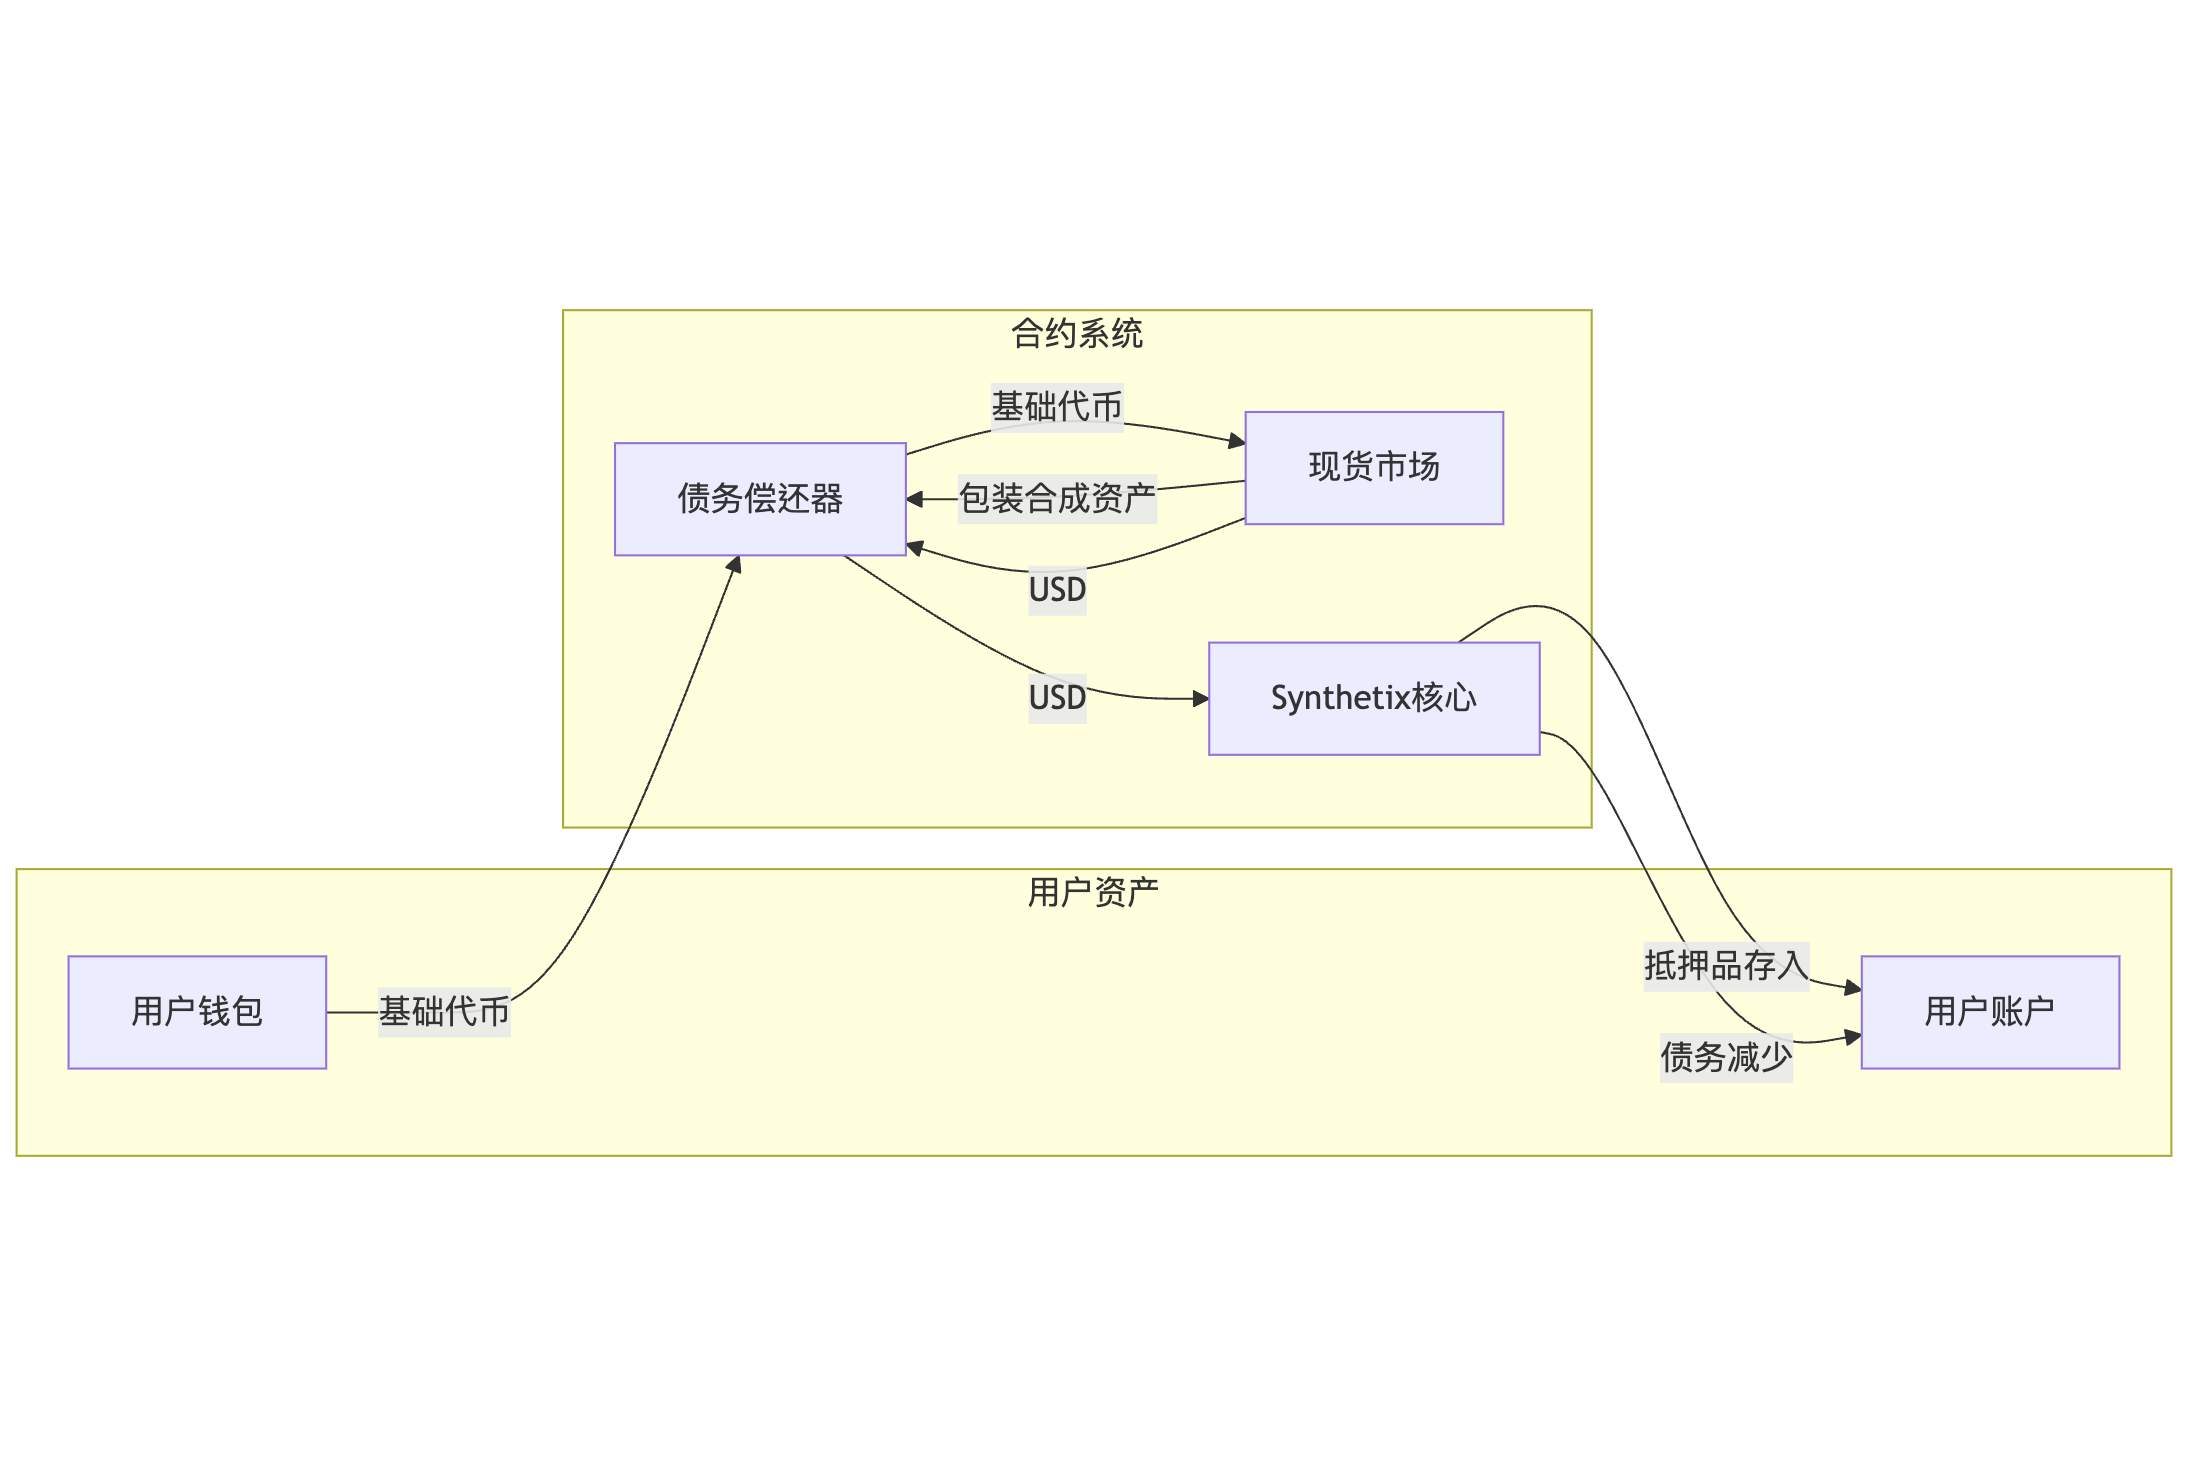 合约系统
基础代币
现货市场
债务偿还器
包装合成资产
USD
USD
Synthetix核心
用户资产
用户钱包
基础代币
抵押品存入
用户账户
债务减少